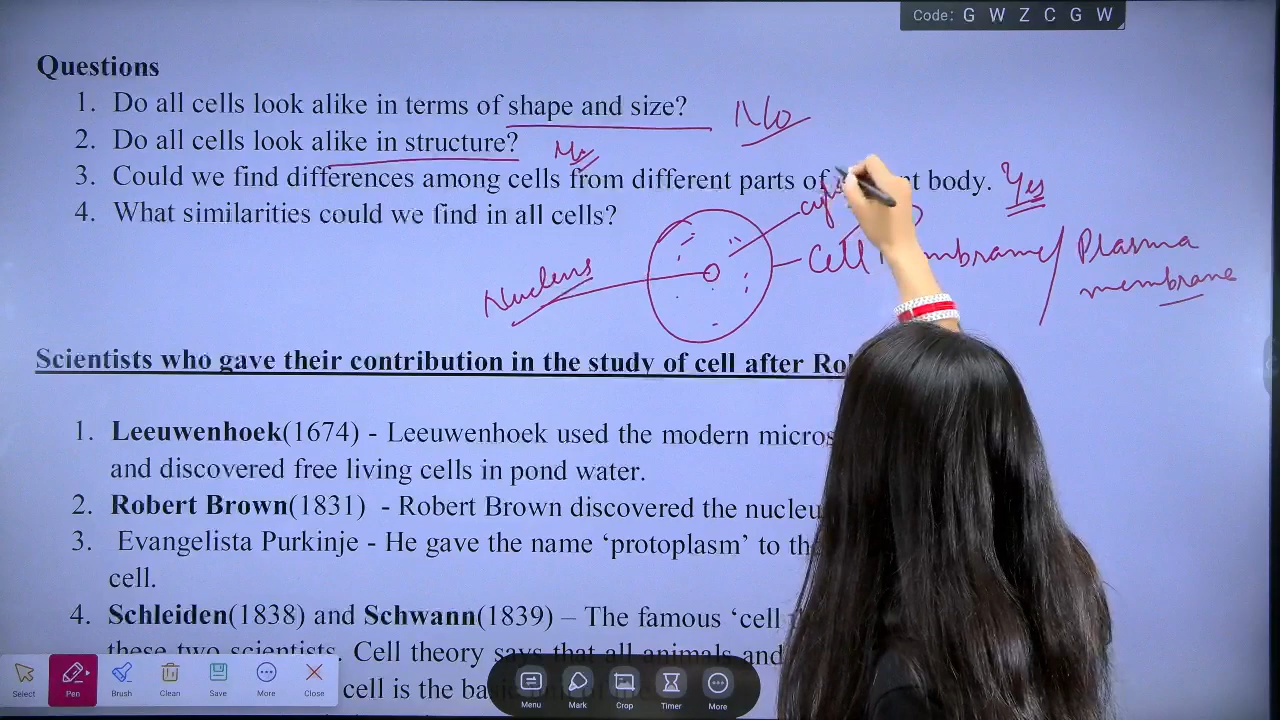 Code: G W Z C G W
Questions
1. Do all cells look alike in terms of shape and size? No
2. Do all cells look alike in structure?
3. Could we find differences among cells from different parts of body. Yes
4. What similarities could we find in all cells?
Cell membrane/ Plasma
membrane
Nucleus
Scientists who gave their contribution in the study of cell after
1. Leeuwenhoek(1674) - Leeuwenhoek used the modern
and discovered free living cells in pond water.
2. Robert Brown(1831) - Robert Brown discovered the
3. Evangelista Purkinje - He gave the name ‘protoplasm’ to
cell.
4. Schleiden(1838) and Schwann(1839) – The famous ‘cell
these two scientists. Cell theory says that all animals and
cell is the
Select Pen Brush Clean Save More Close
Menu Mark Crop Timer More